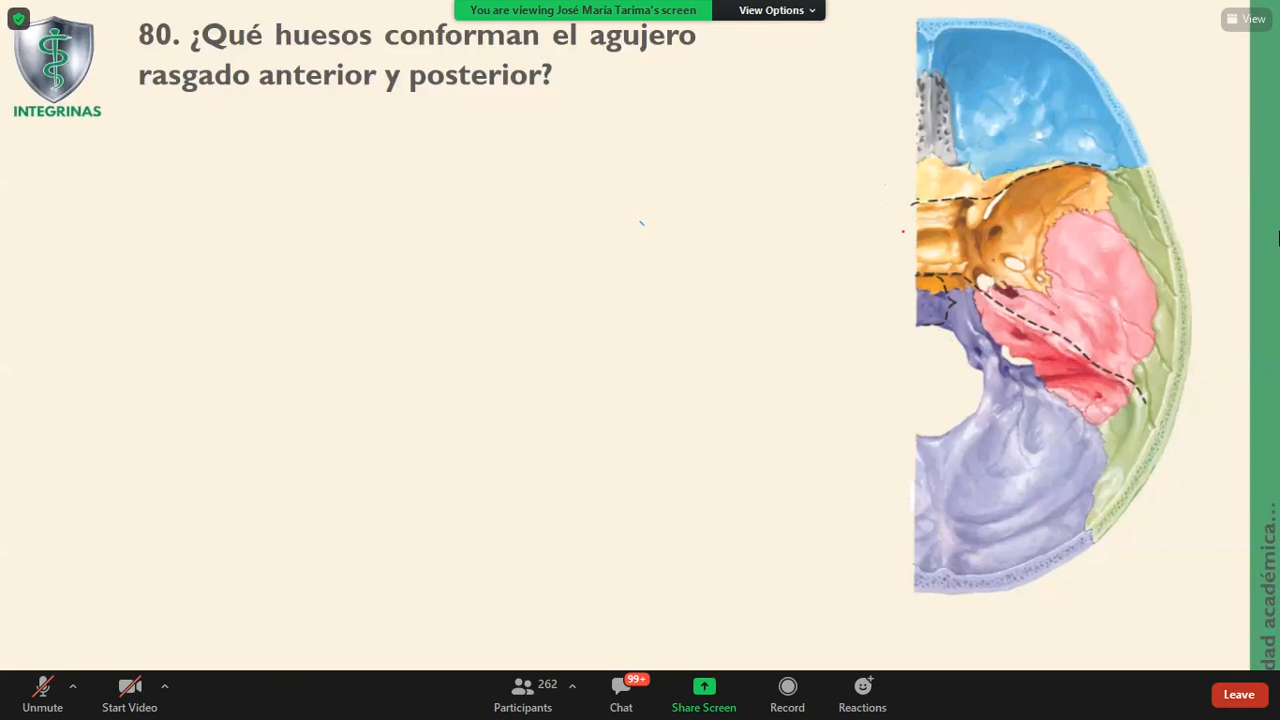 You are viewing José María Tarima's screen
View Options
View
80. ¿Qué huesos conforman el agujero
rasgado anterior y posterior?
INTEGRINAS
dad académica...
Unmute
Start Video
262
Participants
99+
Chat
Share Screen
Record
Reactions
Leave